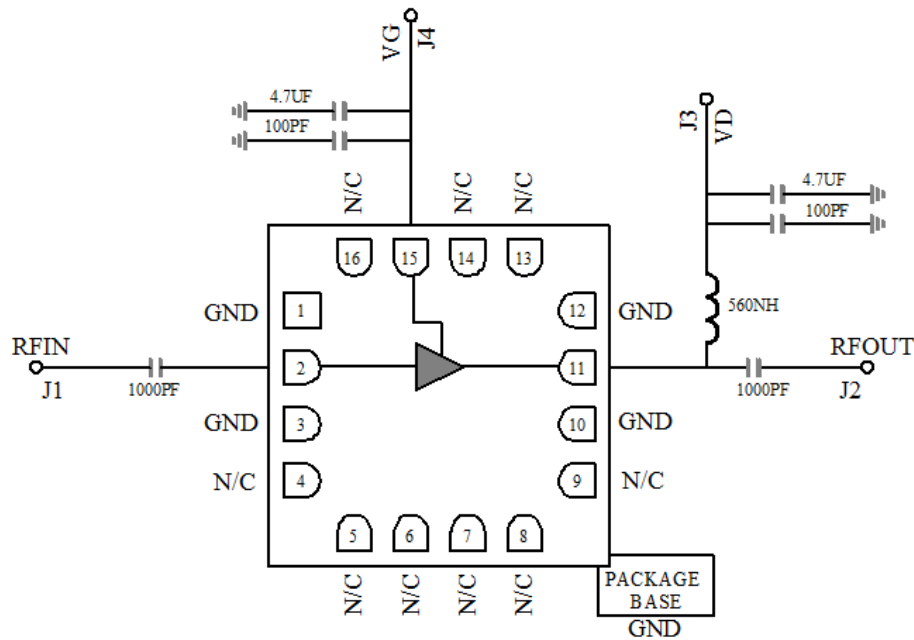 VG
J4
4.7UF
100PF
J3
VD
4.7UF
100PF
N/C
N/C
N/C
16
15
14
13
GND
1
12
GND
560NH
RFIN
J1
1000PF
2
11
1000PF
RFOUT
J2
GND
3
10
GND
N/C
4
9
N/C
5
6
7
8
N/C
N/C
N/C
N/C
PACKAGE
BASE
GND